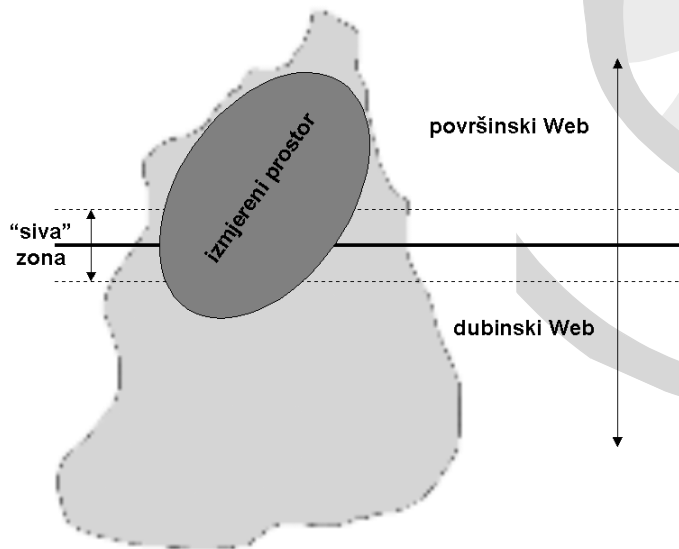 površinski Web
izmjereni prostor
“siva”
zona
dubinski Web